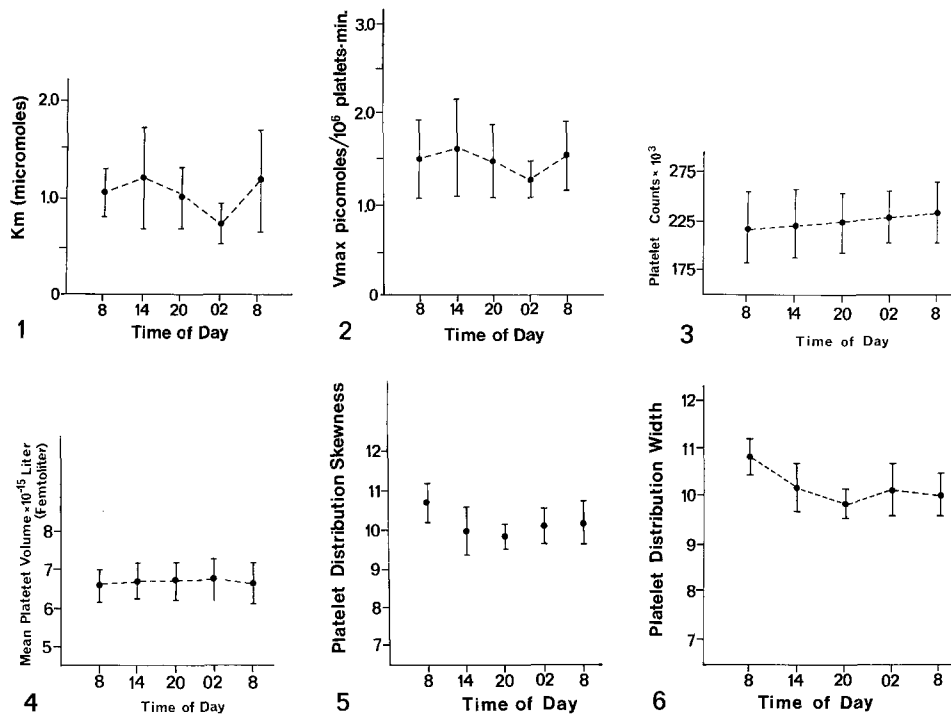 Km (micromoles)
2.0
1.0
0
8 14 20 02 8
Time of Day
1
Vmax picomoles/10⁶ platlets-min.
3.0
2.0
1.0
0
8 14 20 02 8
Time of Day
2
Platelet Counts × 10³
275
225
175
8 14 20 02 8
Time of Day
3
Mean Platetet Volume ×10⁻¹⁵ Liter
(Femtoliter)
8
7
6
5
8 14 20 02 8
Time of Day
4
Platelet Distribution Skewness
12
11
10
9
8
7
8 14 20 02 8
Time of Day
5
Platelet Distribution Width
12
11
10
9
8
7
8 14 20 02 8
Time of Day
6